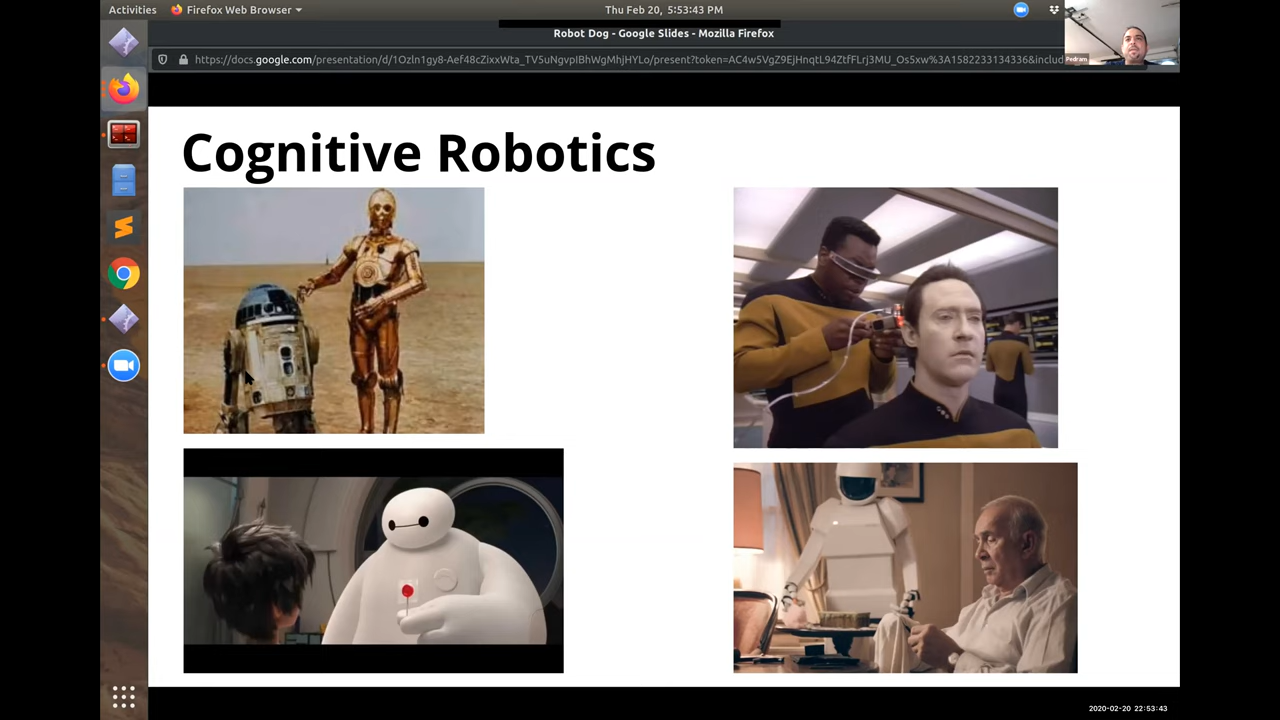 Activities
Firefox Web Browser
Thu Feb 20, 5:53:43 PM
Robot Dog - Google Slides - Mozilla Firefox
https://docs.google.com/presentation/d/1Ozln1gy8-Aef48cZixxWta_TV5uNgvpIBhWgMhjHYLo/present?token=AC4w5VgZ9EjHnqtL94ZtfFLrj3MU_Os5xw%3A1582233134336&includ
Pedram
Cognitive Robotics
2020-02-20 22:53:43